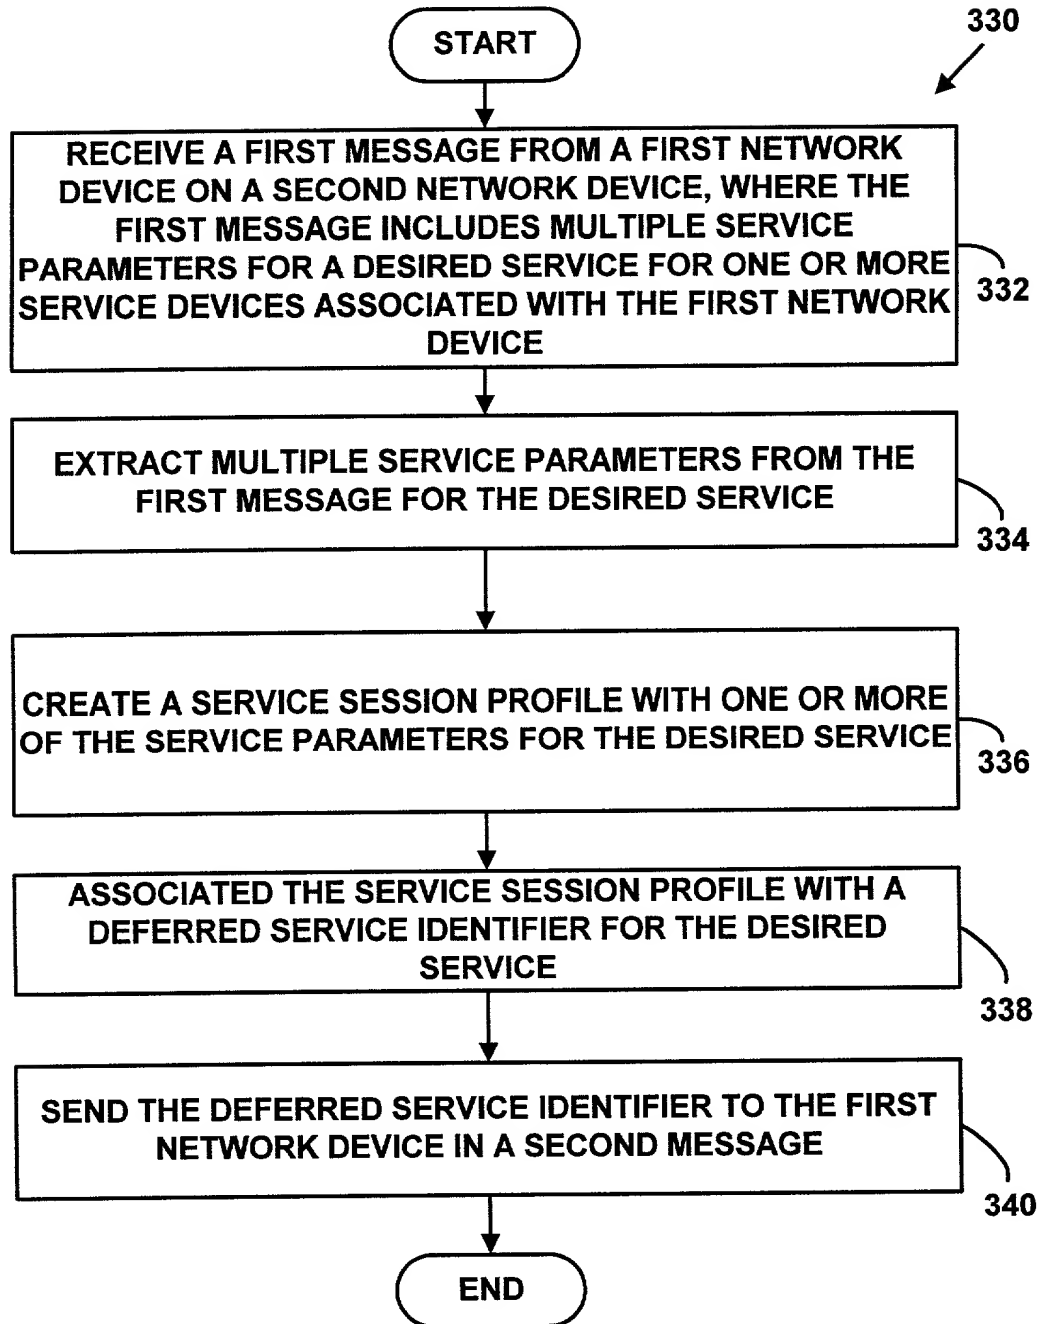 START
330
RECEIVE A FIRST MESSAGE FROM A FIRST NETWORK
DEVICE ON A SECOND NETWORK DEVICE, WHERE THE
FIRST MESSAGE INCLUDES MULTIPLE SERVICE
PARAMETERS FOR A DESIRED SERVICE FOR ONE OR MORE
SERVICE DEVICES ASSOCIATED WITH THE FIRST NETWORK
DEVICE
332
EXTRACT MULTIPLE SERVICE PARAMETERS FROM THE
FIRST MESSAGE FOR THE DESIRED SERVICE
334
CREATE A SERVICE SESSION PROFILE WITH ONE OR MORE
OF THE SERVICE PARAMETERS FOR THE DESIRED SERVICE
336
ASSOCIATED THE SERVICE SESSION PROFILE WITH A
DEFERRED SERVICE IDENTIFIER FOR THE DESIRED
SERVICE
338
SEND THE DEFERRED SERVICE IDENTIFIER TO THE FIRST
NETWORK DEVICE IN A SECOND MESSAGE
340
END